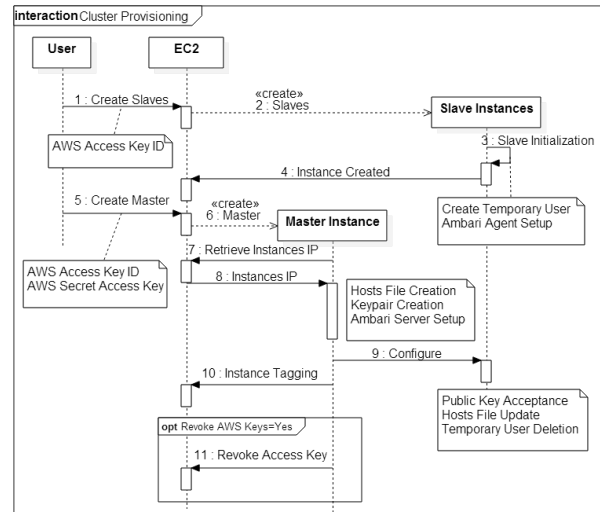 interaction Cluster Provisioning
User
EC2
«create»
1 : Create Slaves
2 : Slaves
Slave Instances
3 : Slave Initialization
AWS Access Key ID
4 : Instance Created
5 : Create Master
«create»
6 : Master
Master Instance
Create Temporary User
Ambari Agent Setup
7 : Retrieve Instances IP
AWS Access Key ID
AWS Secret Access Key
8 : Instances IP
Hosts File Creation
Keypair Creation
Ambari Server Setup
9 : Configure
10 : Instance Tagging
Public Key Acceptance
Hosts File Update
Temporary User Deletion
opt Revoke AWS Keys=Yes
11 : Revoke Access Key